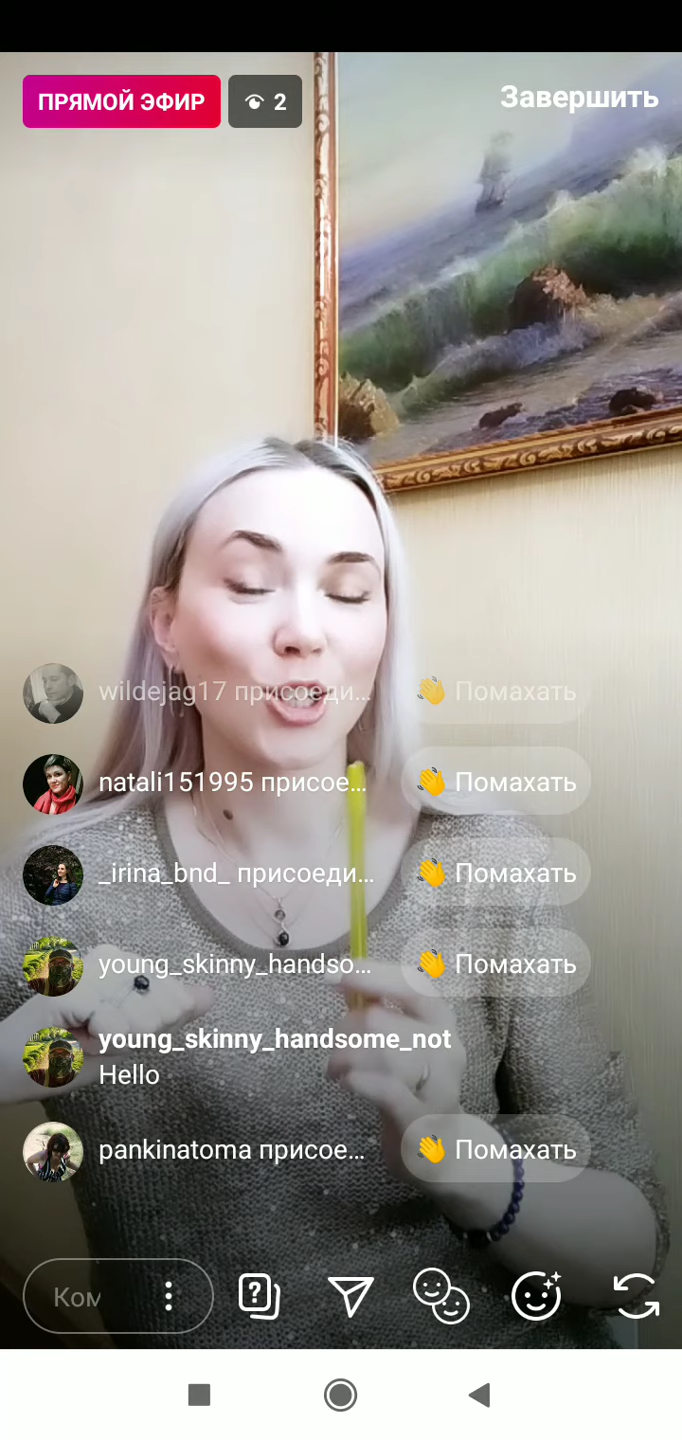 ПРЯМОЙ ЭФИР
2
Завершить
wildejag17 присоеди...
Помахать
natali151995 присое...
Помахать
_irina_bnd_ присоеди...
Помахать
young_skinny_handso...
Помахать
young_skinny_handsome_not
Hello
pankinatoma присое...
Помахать
Ком